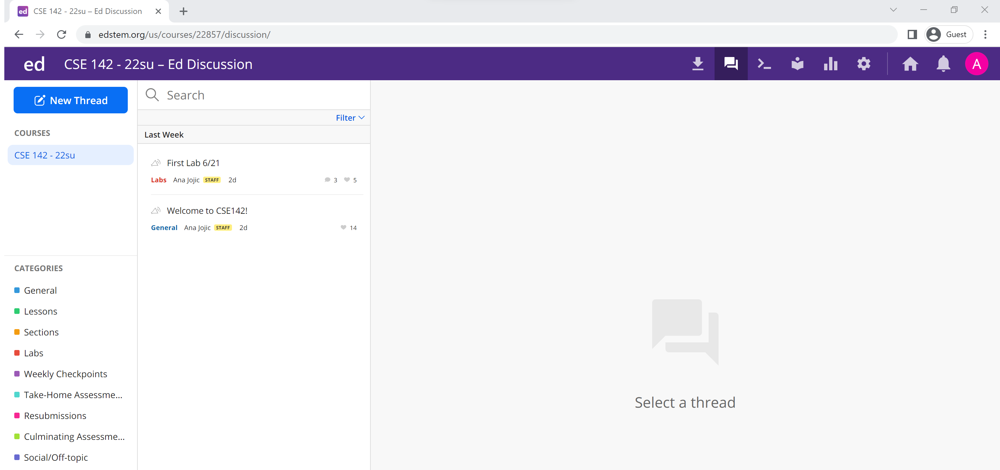 ed CSE 142 - 22su – Ed Discussion
edstem.org/us/courses/22857/discussion/
Guest
ed CSE 142 - 22su – Ed Discussion
A
New Thread
COURSES
CSE 142 - 22su
CATEGORIES
General
Lessons
Sections
Labs
Weekly Checkpoints
Take-Home Assessme...
Resubmissions
Culminating Assessme...
Social/Off-topic
Search
Filter
Last Week
First Lab 6/21
Labs Ana Jojic STAFF 2d 3 5
Welcome to CSE142!
General Ana Jojic STAFF 2d 14
Select a thread